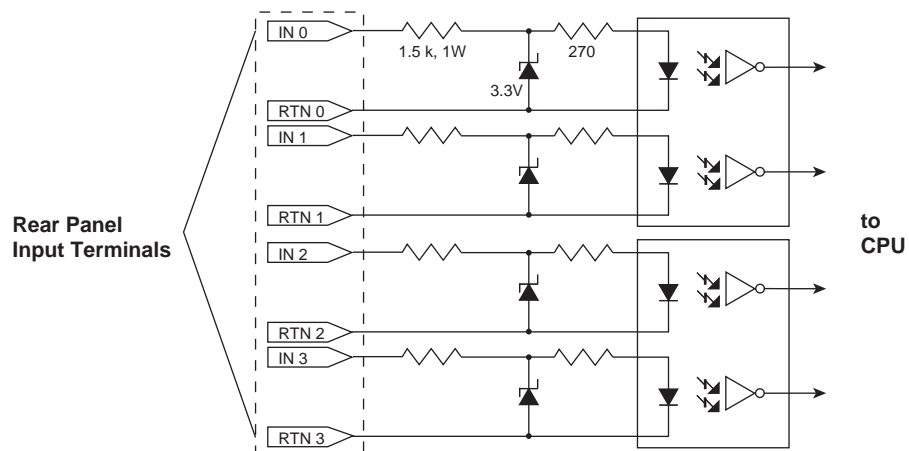 IN 0
1.5 k, 1W
270
3.3V
RTN 0
IN 1
RTN 1
Rear Panel
Input Terminals
to
CPU
IN 2
RTN 2
IN 3
RTN 3